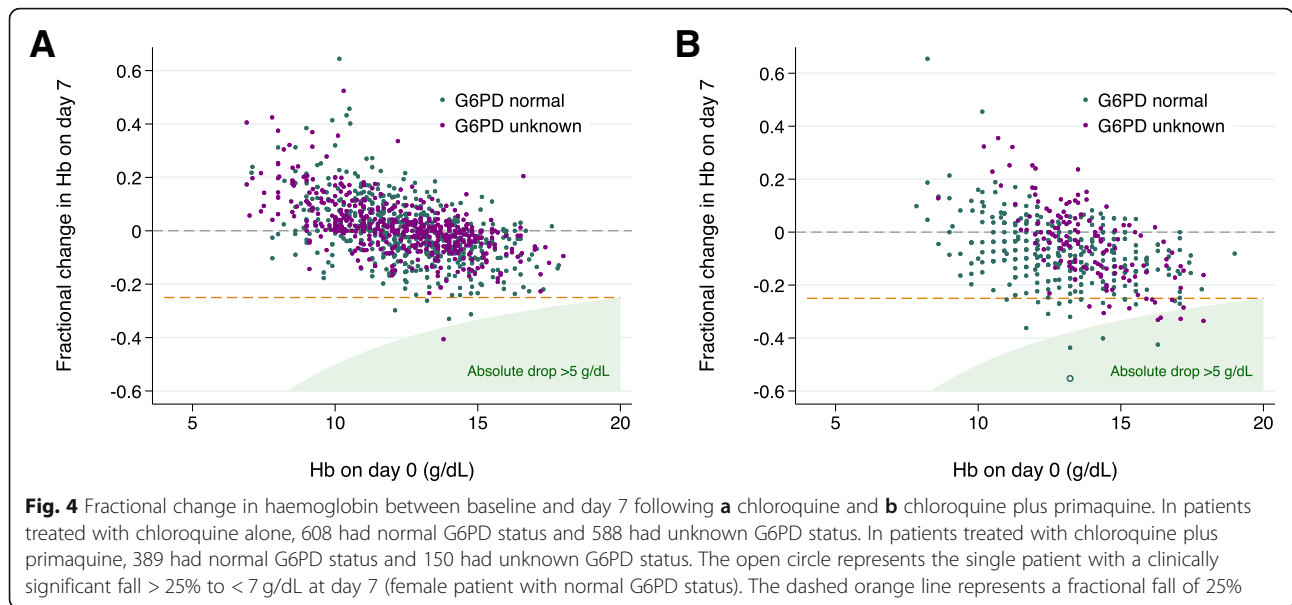 A
B
Fractional change in Hb on day 7
0.6
0.4
0.2
0
-0.2
-0.4
-0.6
G6PD normal
G6PD unknown
Absolute drop >5 g/dL
5 10 15 20
Hb on day 0 (g/dL)
Fractional change in Hb on day 7
0.6
0.4
0.2
0
-0.2
-0.4
-0.6
G6PD normal
G6PD unknown
Absolute drop >5 g/dL
5 10 15 20
Hb on day 0 (g/dL)
Fig. 4 Fractional change in haemoglobin between baseline and day 7 following a chloroquine and b chloroquine plus primaquine. In patients
treated with chloroquine alone, 608 had normal G6PD status and 588 had unknown G6PD status. In patients treated with chloroquine plus
primaquine, 389 had normal G6PD status and 150 had unknown G6PD status. The open circle represents the single patient with a clinically
significant fall > 25% to < 7 g/dL at day 7 (female patient with normal G6PD status). The dashed orange line represents a fractional fall of 25%